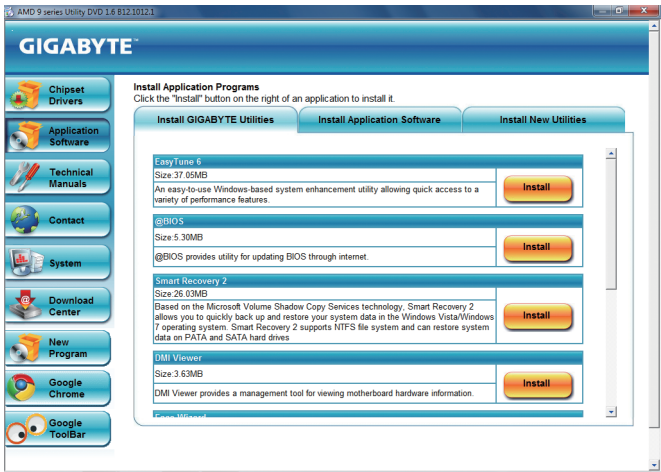 AMD 9 series Utility DVD 1.6 B12.1012.1
GIGABYTE™
Chipset
Drivers
Application
Software
Technical
Manuals
Contact
System
Download
Center
New
Program
Google
Chrome
Google
ToolBar
Install Application Programs
Click the "Install" button on the right of an application to install it.
Install GIGABYTE Utilities
Install Application Software
Install New Utilities
EasyTune 6
Size:37.05MB
An easy-to-use Windows-based system enhancement utility allowing quick access to a
variety of performance features.
Install
@BIOS
Size:5.30MB
@BIOS provides utility for updating BIOS through internet.
Install
Smart Recovery 2
Size:26.03MB
Based on the Microsoft Volume Shadow Copy Services technology, Smart Recovery 2
allows you to quickly back up and restore your system data in the Windows Vista/Windows
7 operating system. Smart Recovery 2 supports NTFS file system and can restore system
data on PATA and SATA hard drives
Install
DMI Viewer
Size:3.63MB
DMI Viewer provides a management tool for viewing motherboard hardware information.
Install